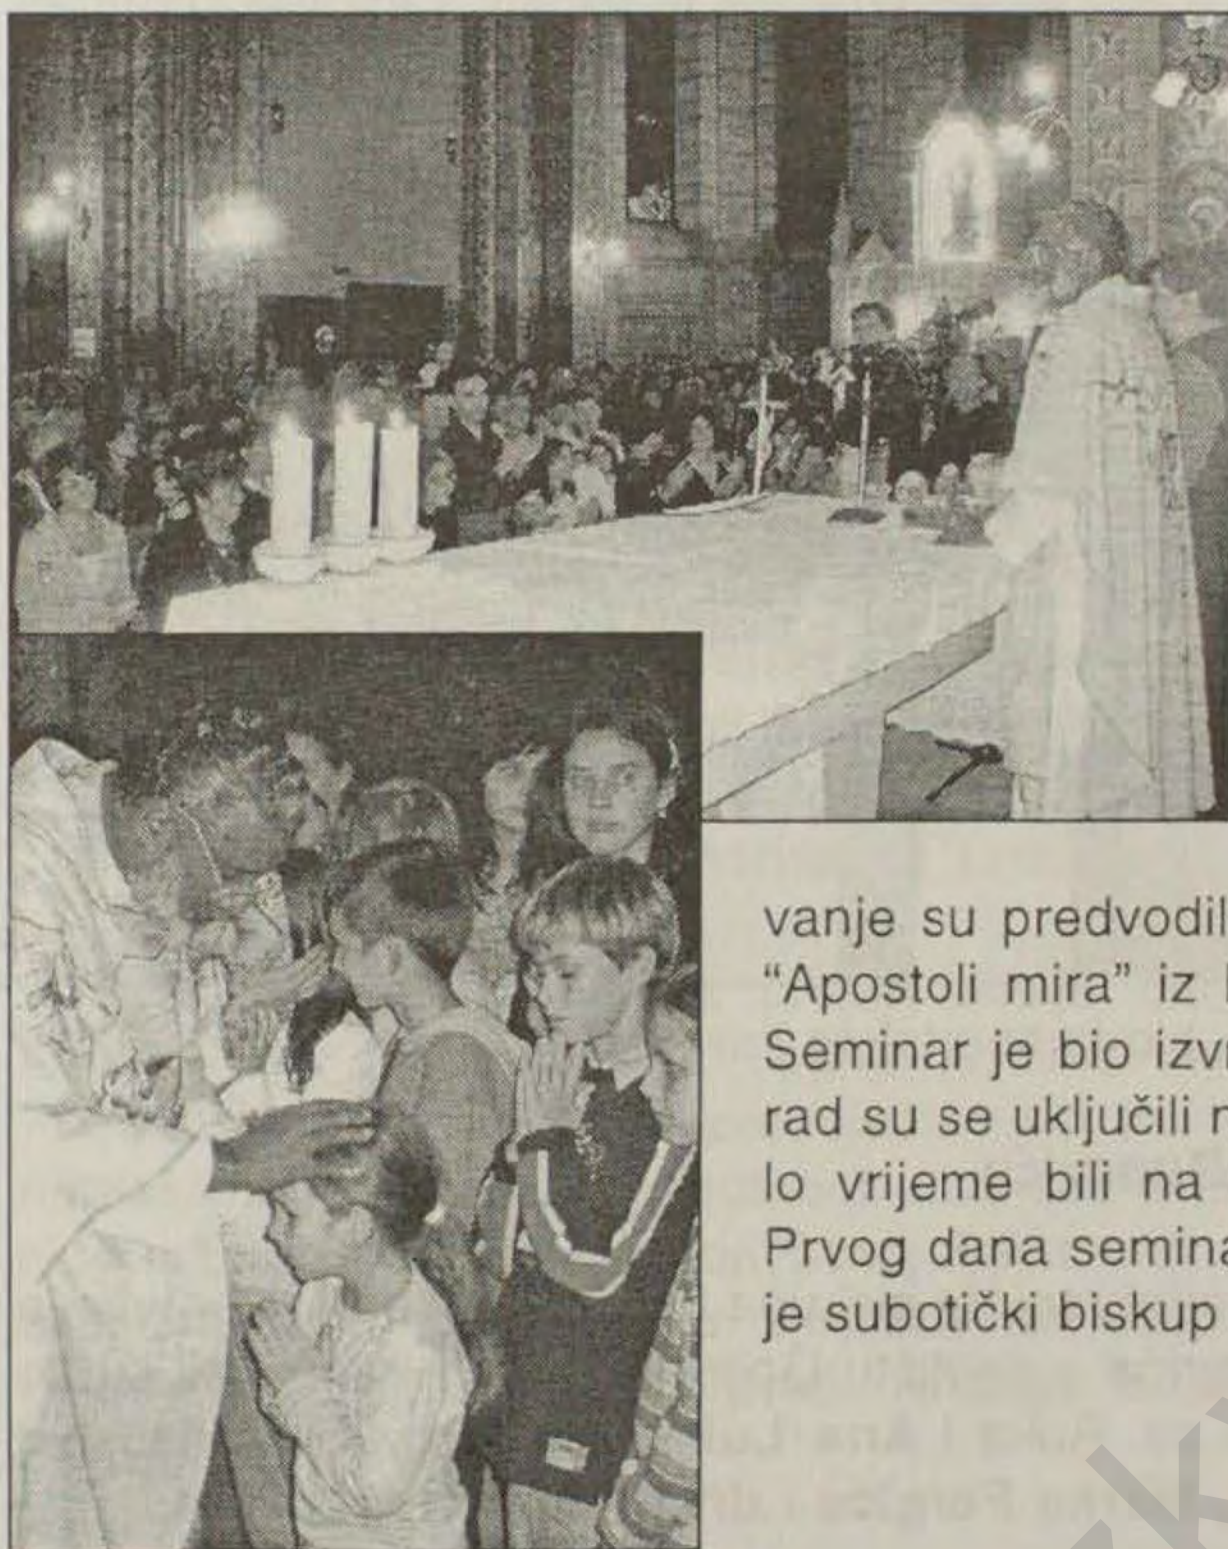 vanje su predvodil
“Apostoli mira” iz
Seminar je bio izv
rad su se uključili
lo vrijeme bili na
Prvog dana semina
je subotički biskup